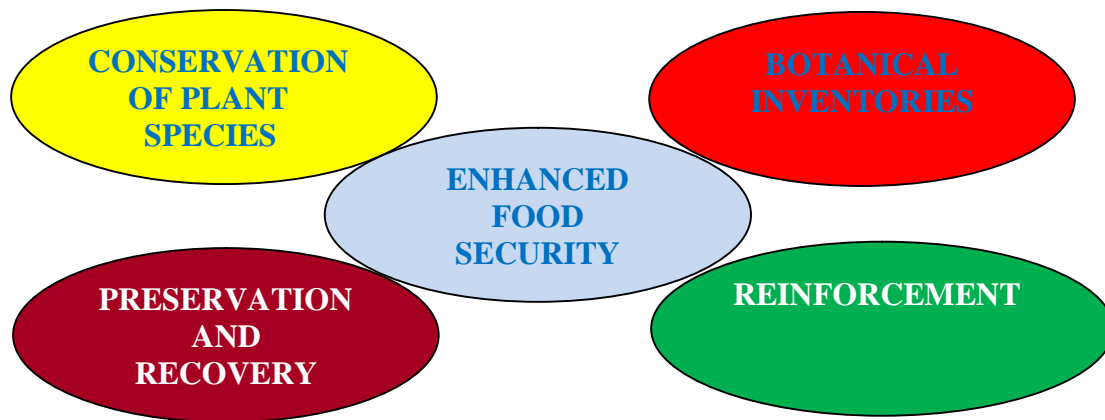 CONSERVATION
OF PLANT
SPECIES
BOTANICAL
INVENTORIES
ENHANCED
FOOD
SECURITY
PRESERVATION
AND
RECOVERY
REINFORCEMENT